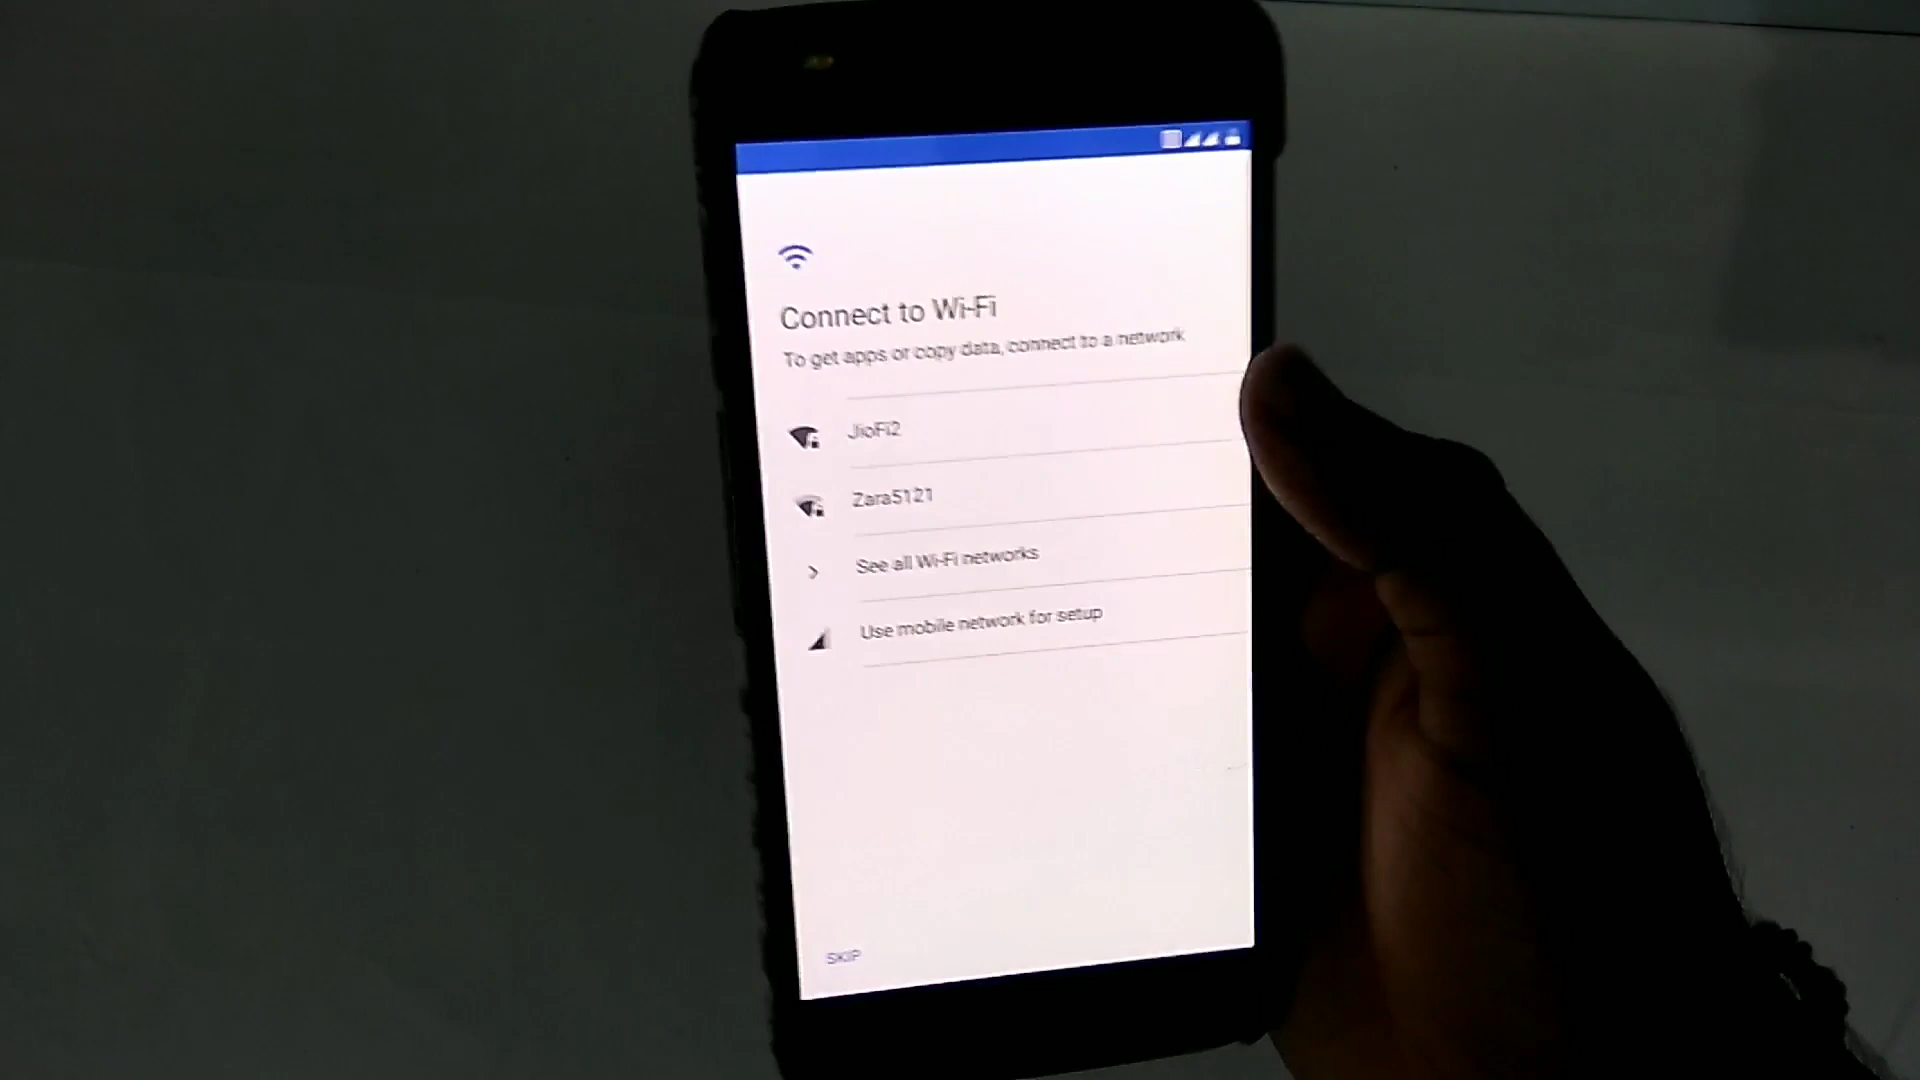 Connect to Wi-Fi
To get apps or copy data, connect to a network
JioFi2
Zara5121
See all Wi-Fi networks
Use mobile network for setup
SKIP